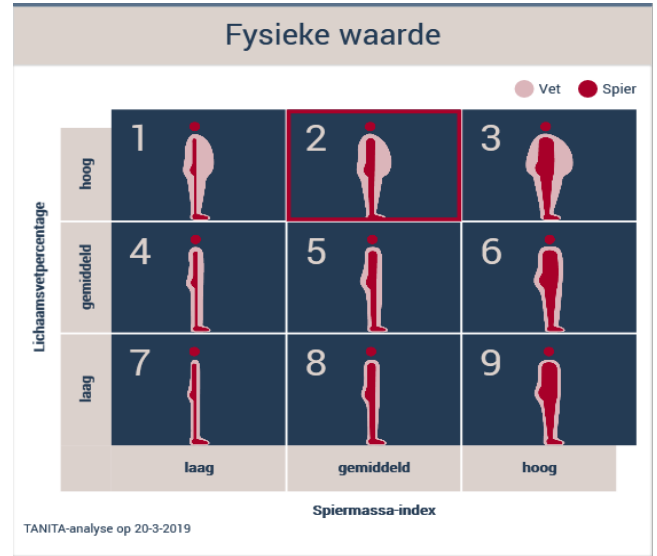 Fysieke waarde
Vet
Spier
Lichaamsvetpercentage
hoog
1
2
3
gemiddeld
4
5
6
laag
7
8
9
laag
gemiddeld
hoog
Spiermassa-index
TANITA-analyse op 20-3-2019